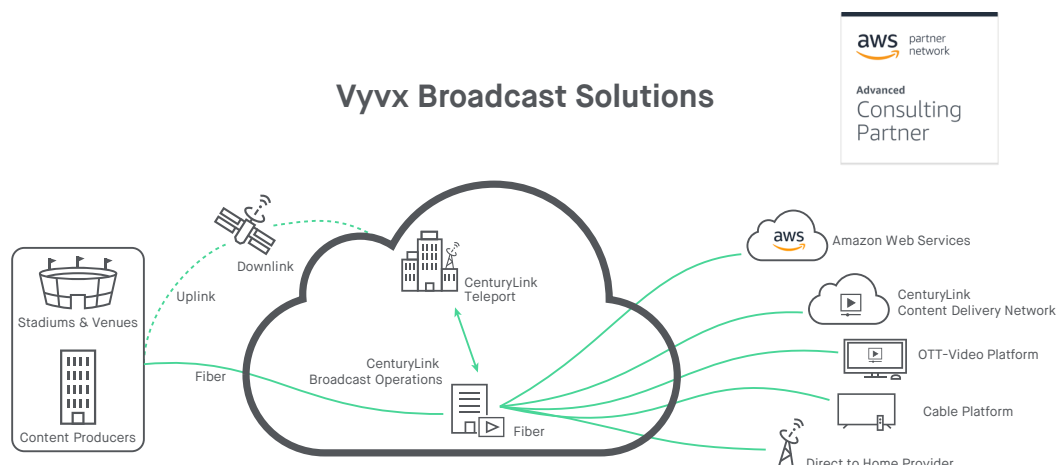 aws partner
network
Advanced
Consulting
Partner
Vyvx Broadcast Solutions
Downlink
Uplink
Stadiums & Venues
Content Producers
Fiber
CenturyLink
Teleport
CenturyLink
Broadcast Operations
Fiber
aws
Amazon Web Services
CenturyLink
Content Delivery Network
OTT-Video Platform
Cable Platform
Direct to Home Provider